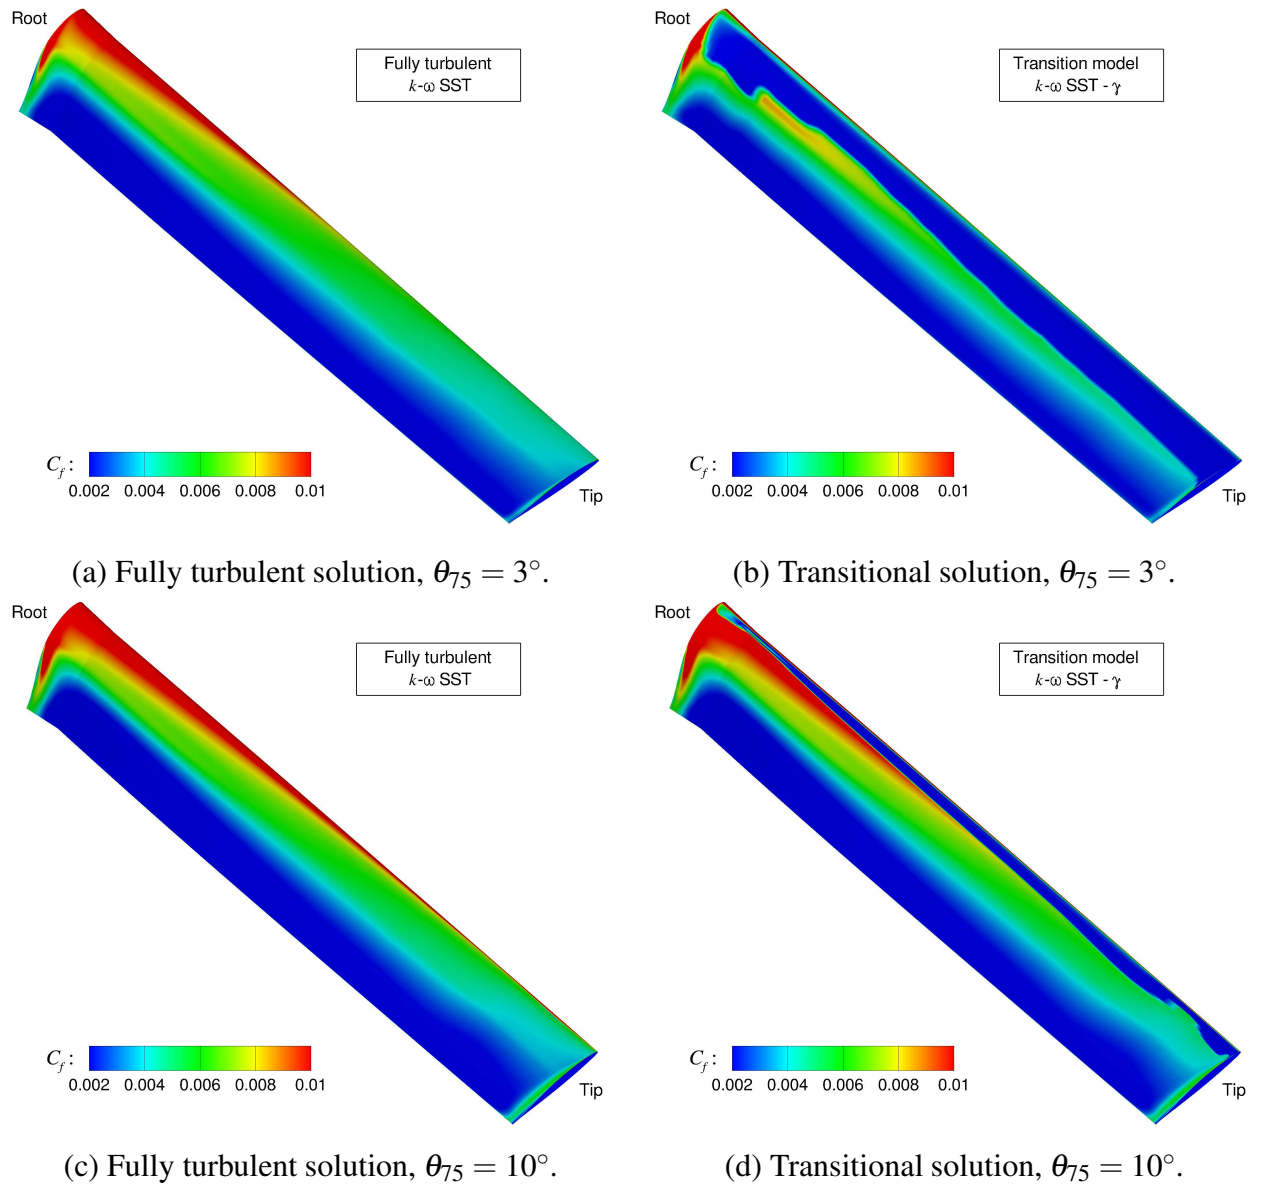 Root
Fully turbulent
k-ω SST
C_f :
0.002 0.004 0.006 0.008 0.01
Tip
(a) Fully turbulent solution, θ₇₅ = 3°.
Root
Transition model
k-ω SST - γ
C_f :
0.002 0.004 0.006 0.008 0.01
Tip
(b) Transitional solution, θ₇₅ = 3°.
Root
Fully turbulent
k-ω SST
C_f :
0.002 0.004 0.006 0.008 0.01
Tip
(c) Fully turbulent solution, θ₇₅ = 10°.
Root
Transition model
k-ω SST - γ
C_f :
0.002 0.004 0.006 0.008 0.01
Tip
(d) Transitional solution, θ₇₅ = 10°.